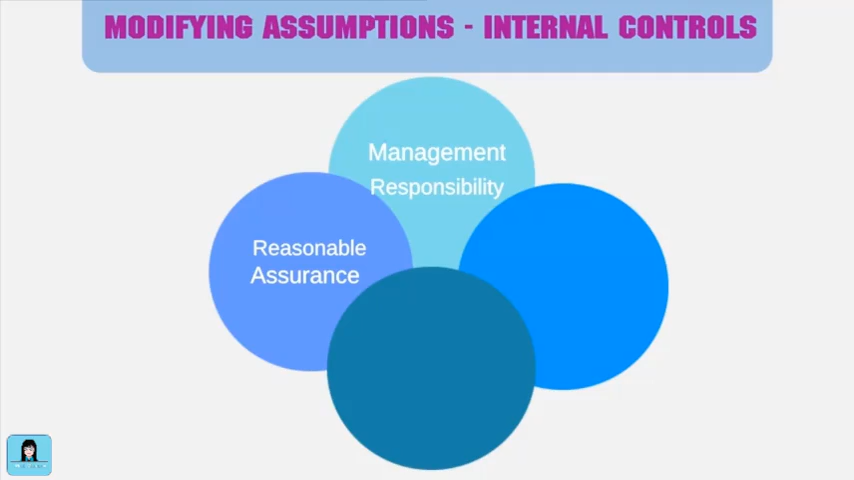 MODIFYING ASSUMPTIONS - INTERNAL CONTROLS
Management
Responsibility
Reasonable
Assurance